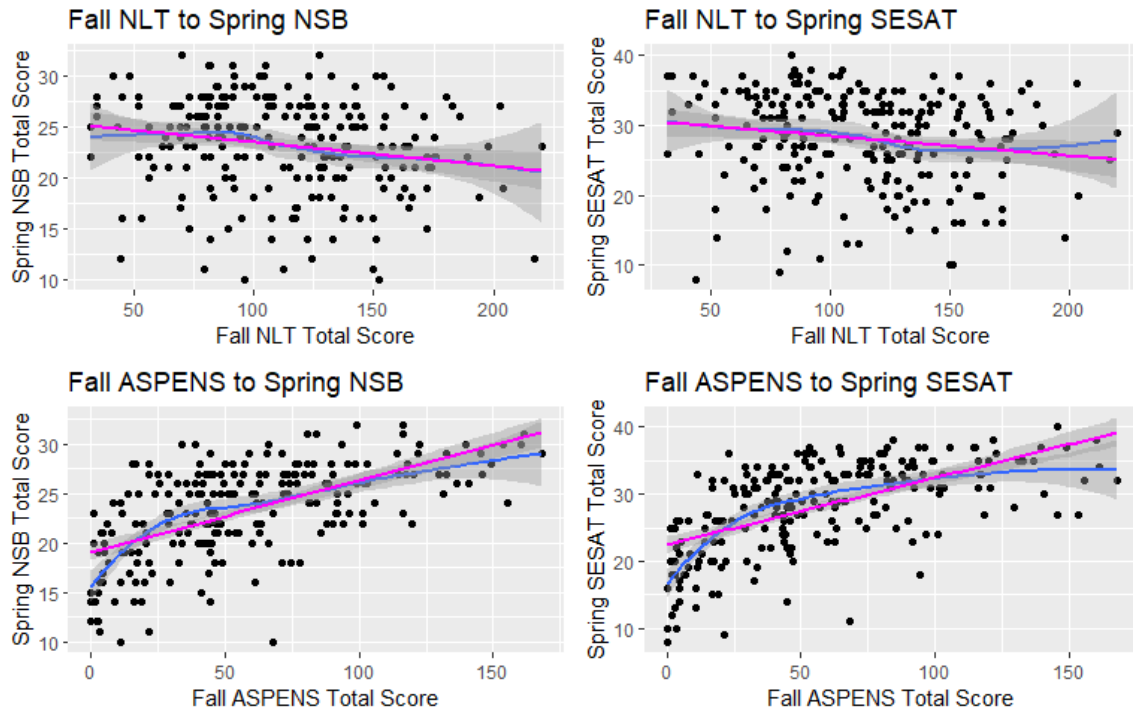 Fall NLT to Spring NSB
Spring NSB Total Score
30
25
20
15
10
50
100
150
200
Fall NLT Total Score
Fall NLT to Spring SESAT
Spring SESAT Total Score
40
30
20
10
50
100
150
200
Fall NLT Total Score
Fall ASPENS to Spring NSB
Spring NSB Total Score
30
25
20
15
10
0
50
100
150
Fall ASPENS Total Score
Fall ASPENS to Spring SESAT
Spring SESAT Total Score
40
30
20
10
0
50
100
150
Fall ASPENS Total Score